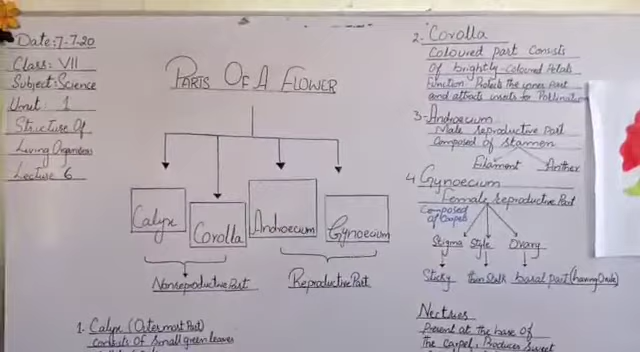 Date:7-7-20
Class: VII
Subject:Science
Unit: 1
Structure Of
Living Organisms
Lecture 6
PARTS OF A FLOWER
Calyx
Corolla
Androecium
Gynoecium
Nonreproductive Part
Reproductive Part
1. Calyx (Outermost Part)
consists of small green leaves
2. Corolla
Coloured part consists
of brightly-coloured Petals
Function: Protects the inner Part
and attracts insects for Pollination
3-Androecium
Male reproductive part
Composed of Stamen
Filament Anther
4 Gynoecium
Female reproductive Part
Composed
of Carpels
Stigma Style Ovary
Sticky thin Stalk basal part (having Ovule)
Nectries
Present at the base of
the Carpel, Produces Sweet